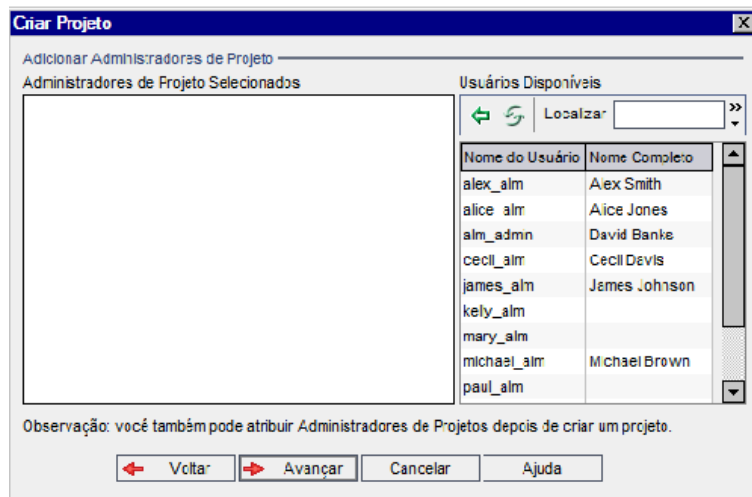 Criar Projeto
Adicionar Administradores de Projeto
Administradores de Projeto Selecionados
Usuários Disponíveis
Localizar
Nome do Usuário Nome Completo
alex_alm Alex Smith
alice_alm Alice Jones
alm_admin David Banks
cecil_alm Cecil Davis
james_alm James Johnson
kely_alm
mary_alm
michael_alm Michael Brown
paul_alm
Observação: você também pode atribuir Administradores de Projetos depois de criar um projeto.
Voltar Avançar Cancelar Ajuda